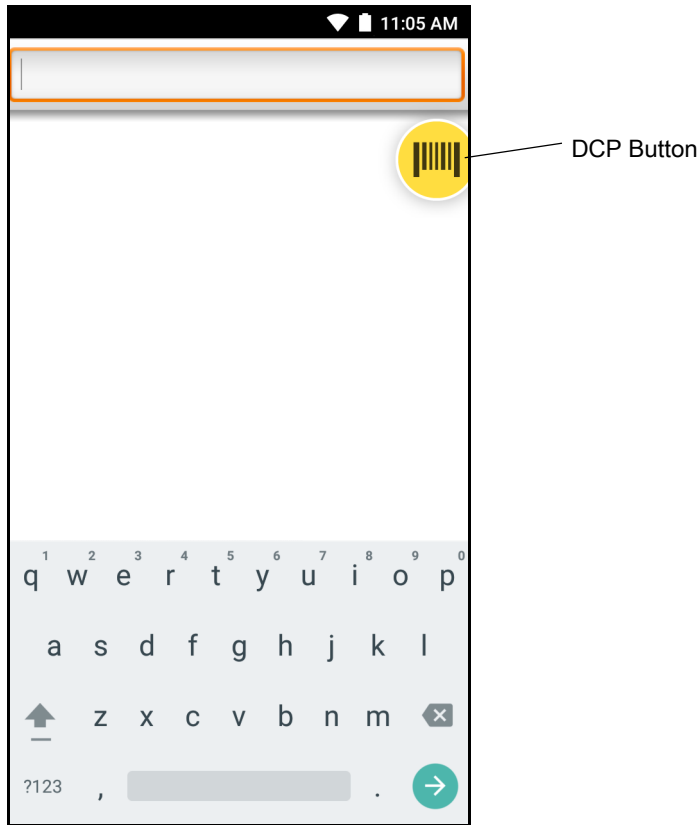 11:05 AM
DCP Button
1 2 3 4 5 6 7 8 9 0
q w e r t y u i o p
a s d f g h j k l
z x c v b n m
?123 , .